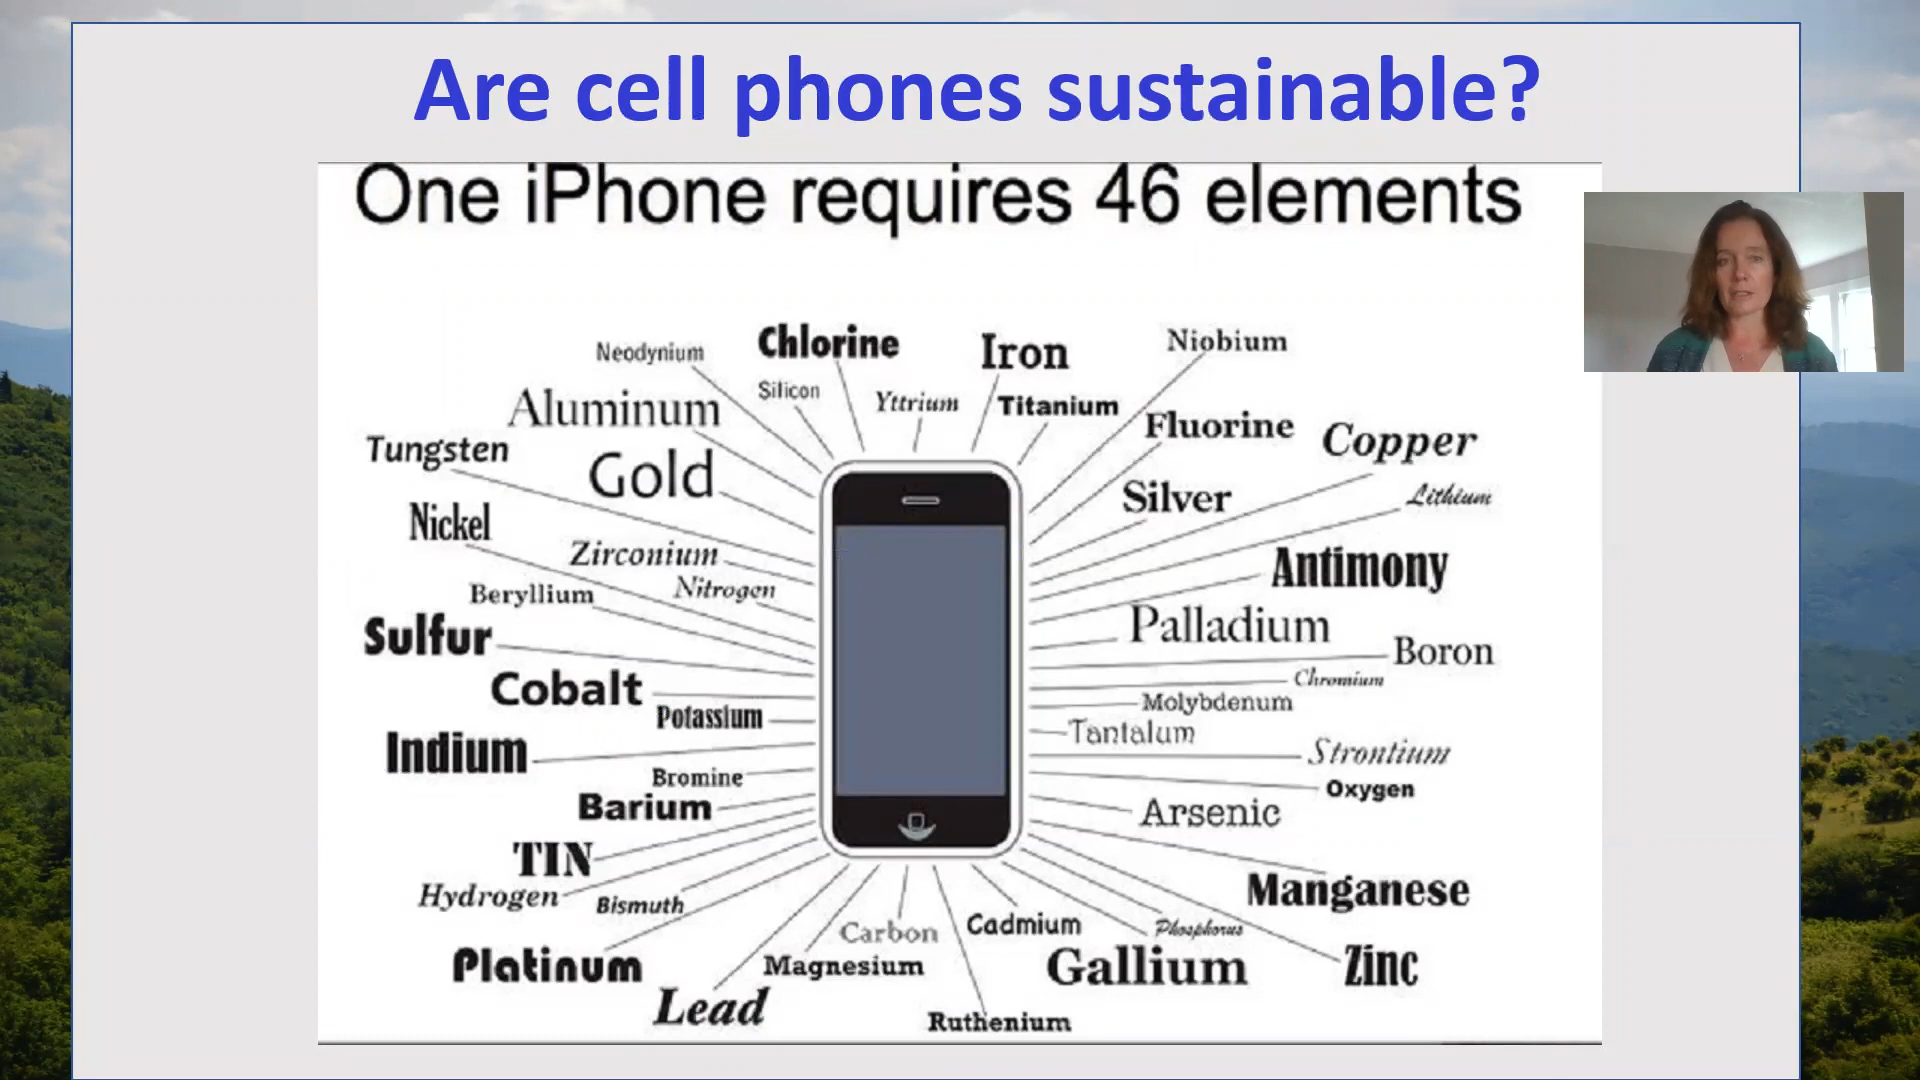 Are cell phones sustainable?
One iPhone requires 46 elements
Neodynium
Chlorine
Iron
Niobium
Silicon
Yttrium
Titanium
Aluminum
Fluorine
Copper
Tungsten
Gold
Silver
Lithium
Nickel
Zirconium
Antimony
Nitrogen
Beryllium
Palladium
Sulfur
Boron
Cobalt
Chromium
Potassium
Molybdenum
Tantalum
Indium
Strontium
Bromine
Oxygen
Barium
Arsenic
TIN
Manganese
Hydrogen
Bismuth
Carbon
Cadmium
Phosphorus
Platinum
Magnesium
Gallium
Zinc
Lead
Ruthenium